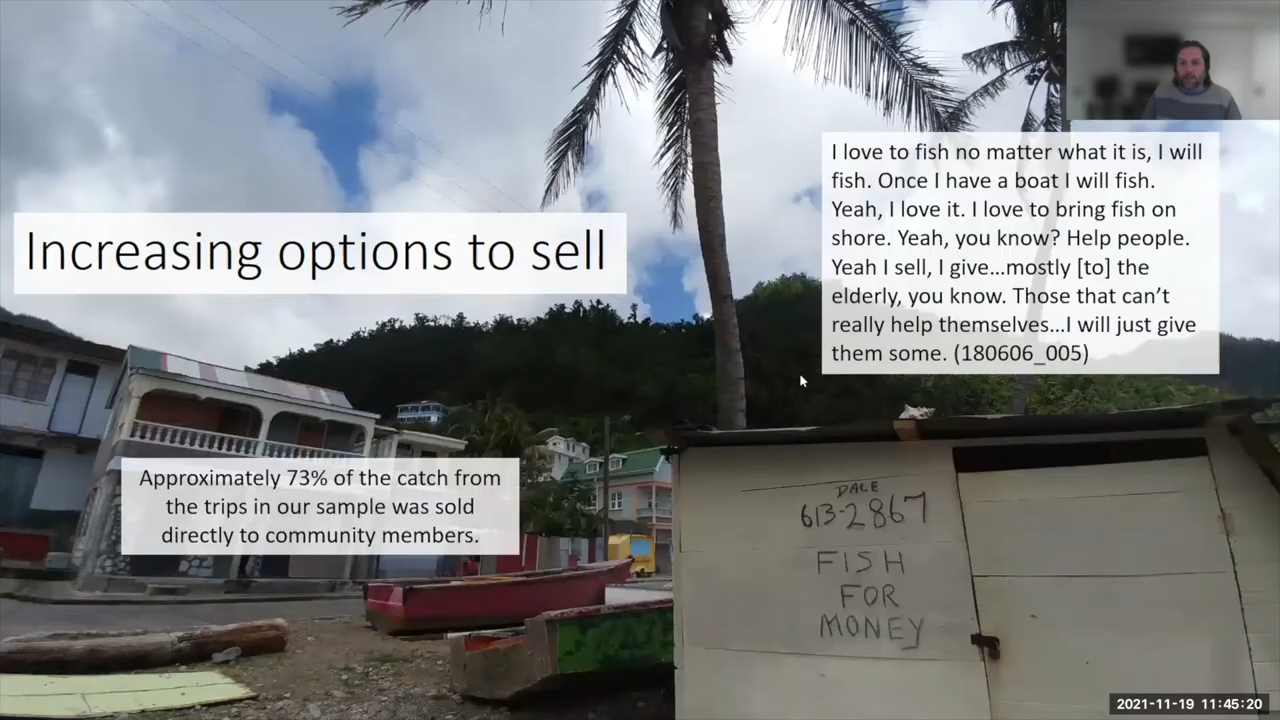 Increasing options to sell
I love to fish no matter what it is, I will
fish. Once I have a boat I will fish.
Yeah, I love it. I love to bring fish on
shore. Yeah, you know? Help people.
Yeah I sell, I give…mostly [to] the
elderly, you know. Those that can’t
really help themselves…I will just give
them some. (180606_005)
Approximately 73% of the catch from
the trips in our sample was sold
directly to community members.
DALE
613-2867
FISH
FOR
MONEY
2021-11-19 11:45:20